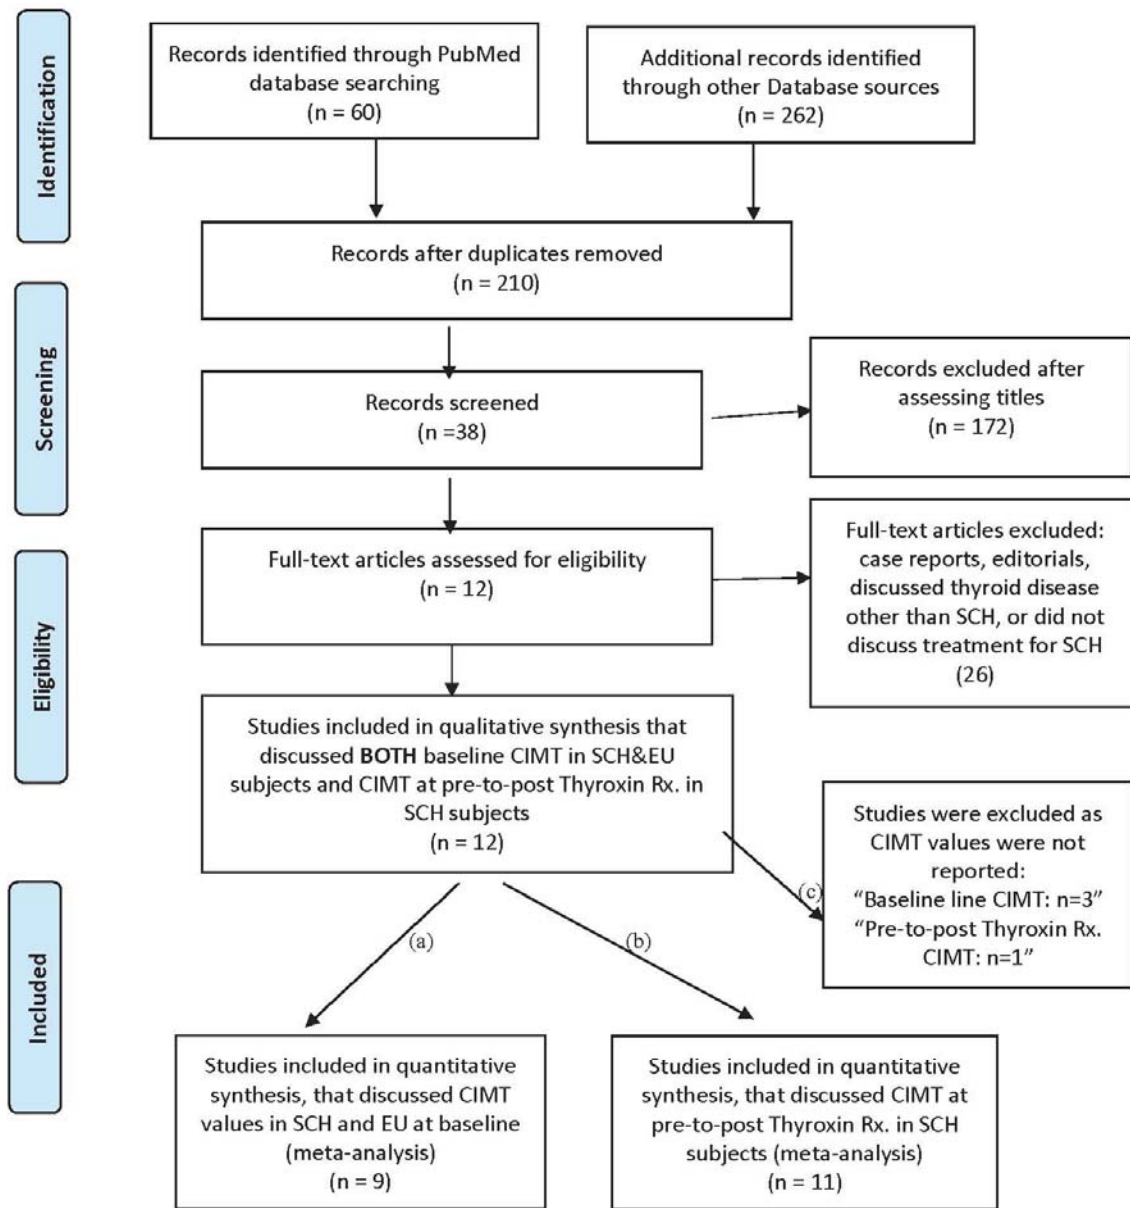 Identification
Records identified through PubMed
database searching
(n = 60)
Additional records identified
through other Database sources
(n = 262)
Records after duplicates removed
(n = 210)
Screening
Records screened
(n =38)
Records excluded after
assessing titles
(n = 172)
Eligibility
Full-text articles assessed for eligibility
(n = 12)
Full-text articles excluded:
case reports, editorials,
discussed thyroid disease
other than SCH, or did not
discuss treatment for SCH
(26)
Studies included in qualitative synthesis that
discussed BOTH baseline CIMT in SCH&EU
subjects and CIMT at pre-to-post Thyroxin Rx. in
SCH subjects
(n = 12)
Studies were excluded as
CIMT values were not
reported:
“Baseline line CIMT: n=3”
“Pre-to-post Thyroxin Rx.
CIMT: n=1”
(c)
(a)
(b)
Included
Studies included in quantitative
synthesis, that discussed CIMT
values in SCH and EU at baseline
(meta-analysis)
(n = 9)
Studies included in quantitative
synthesis, that discussed CIMT at
pre-to-post Thyroxin Rx. in SCH
subjects (meta-analysis)
(n = 11)